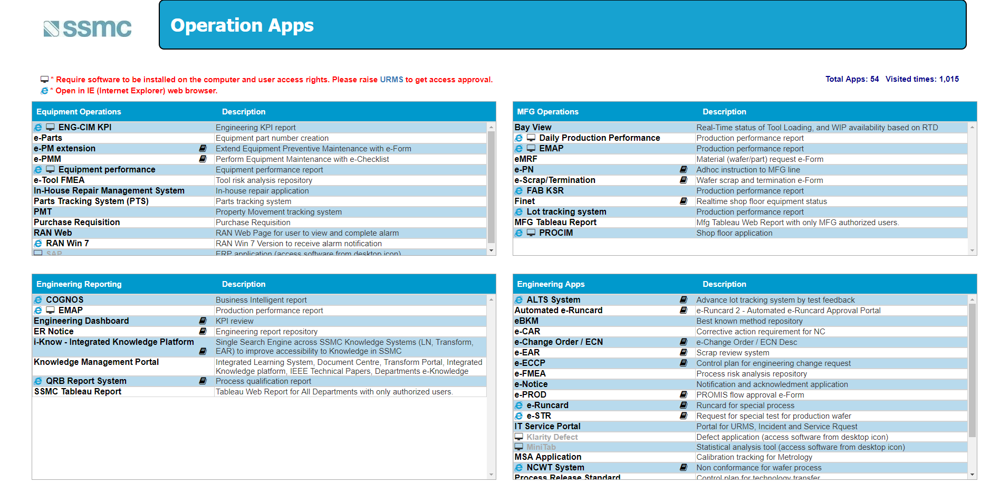 ssmc
Operation Apps
* Require software to be installed on the computer and user access rights. Please raise URMS to get access approval.
* Open in IE (Internet Explorer) web browser.
Total Apps: 54 Visited times: 1,015
Equipment Operations Description
ENG-CIM KPI Engineering KPI report
e-Parts Equipment part number creation
e-PM extension Extend Equipment Preventive Maintenance with e-Form
e-PMM Perform Equipment Maintenance with e-Checklist
Equipment performance Equipment performance report
e-Tool FMEA Tool risk analysis repository
In-House Repair Management System In-house repair application
Parts Tracking System (PTS) Parts tracking system
PMT Property Movement tracking system
Purchase Requisition Purchase Requisition
RAN Web RAN Web Page for user to view and complete alarm
RAN Win 7 RAN Win 7 Version to receive alarm notification
SAP ERP application (access software from desktop icon)
MFG Operations Description
Bay View Real-Time status of Tool Loading, and WIP availability based on RTD
Daily Production Performance Production performance report
EMAP Production performance report
eMRF Material (wafer/part) request e-Form
e-PN Adhoc instruction to MFG line
e-Scrap/Termination Wafer scrap and termination e-Form
FAB KSR Production performance report
Finet Realtime shop floor equipment status
Lot tracking system Production performance report
MFG Tableau Report Mfg Tableau Web Report with only MFG authorized users.
PROCIM Shop floor application
Engineering Reporting Description
COGNOS Business Intelligent report
EMAP Production performance report
Engineering Dashboard KPI review
ER Notice Engineering report repository
i-Know - Integrated Knowledge Platform Single Search Engine across SSMC Knowledge Systems (LN, Transform,
EAR) to improve accessibility to Knowledge in SSMC
Knowledge Management Portal Integrated Learning System, Document Centre, Transform Portal, Integrated
Knowledge platform, IEEE Technical Papers, Departments e-Knowledge
QRB Report System Process qualification report
SSMC Tableau Report Tableau Web Report for All Departments with only authorized users.
Engineering Apps Description
ALTS System Advance lot tracking system by test feedback
Automated e-Runcard e-Runcard 2 - Automated e-Runcard Approval Portal
eBKM Best known method repository
e-CAR Corrective action requirement for NC
e-Change Order / ECN e-Change Order / ECN Desc
e-EAR Scrap review system
e-ECCP Control plan for engineering change request
e-FMEA Process risk analysis repository
e-Notice Notification and acknowledment application
e-PROD PROMIS flow approval e-Form
e-Runcard Runcard for special process
e-STR Request for special test for production wafer
IT Service Portal Portal for URMS, Incident and Service Rquest
Klarity Defect Defect application (access software from desktop icon)
MiniTab Statistical analysis tool (access software from desktop icon)
MSA Application Calibration tracking for Metrology
NCWT System Non conformance for wafer process
Process Release Standard Control plan for technology transfer